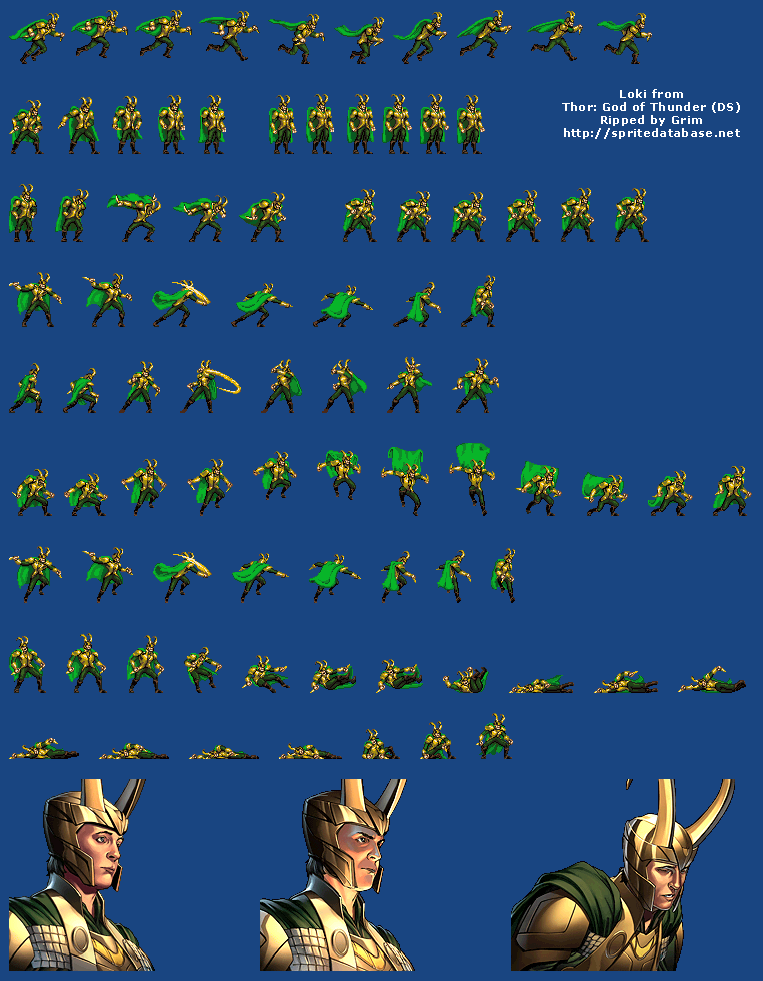 Loki from
Thor: God of Thunder (DS)
Ripped by Grim
http://spritedatabase.net